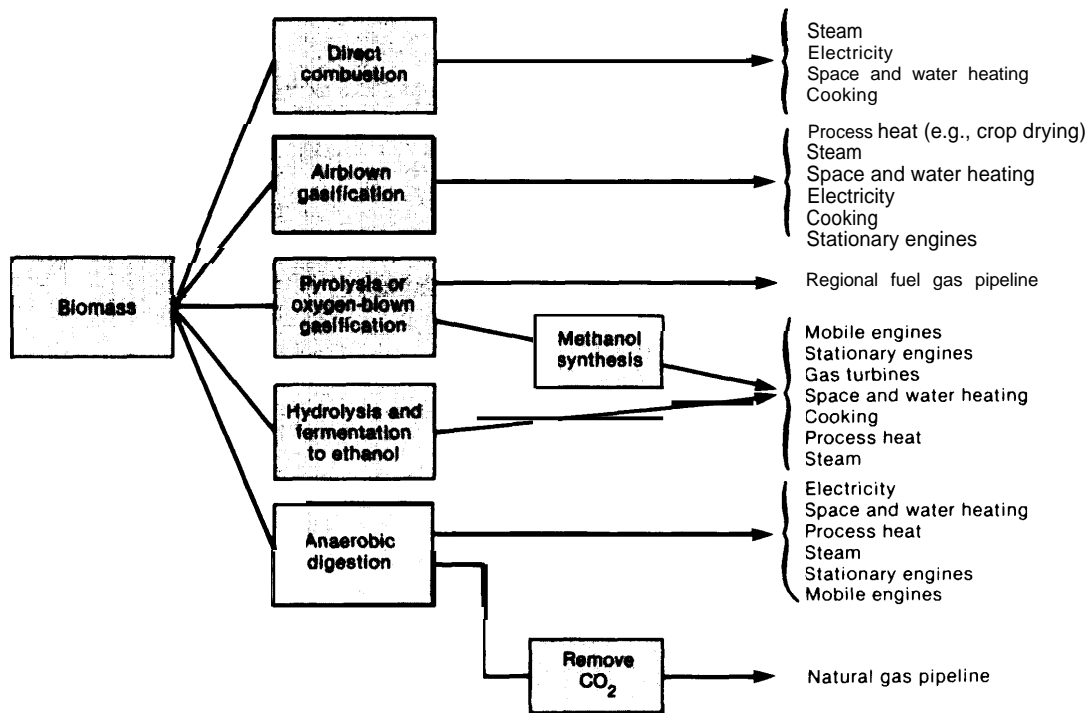 Direct
combustion
Steam
Electricity
Space and water heating
Cooking
Airblown
gasification
Process heat (e.g., crop drying)
Steam
Space and water heating
Electricity
Cooking
Stationary engines
Biomass
Pyrolysis or
oxygen-blown
gasification
Regional fuel gas pipeline
Methanol
synthesis
Hydrolysis and
fermentation
to ethanol
Mobile engines
Stationary engines
Gas turbines
Space and water heating
Cooking
Process heat
Steam
Anaerobic
digestion
Electricity
Space and water heating
Process heat
Steam
Stationary engines
Mobile engines
Remove
CO2
Natural gas pipeline